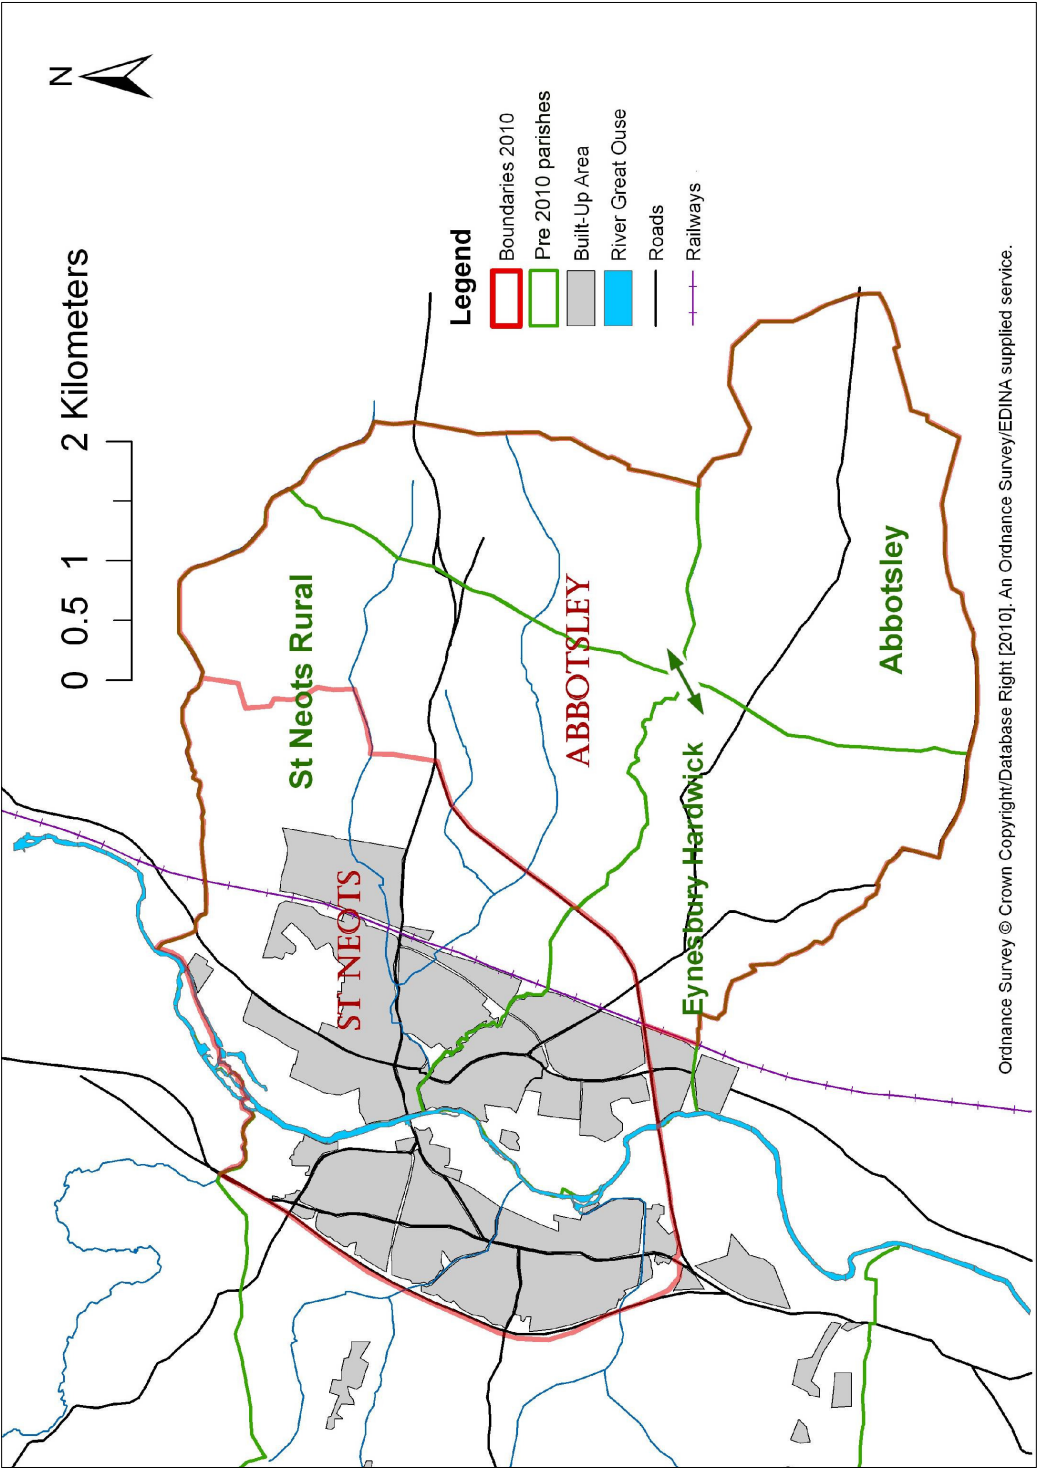 N
2 Kilometers
0 0.5 1
Legend
Boundaries 2010
Pre 2010 parishes
Built-Up Area
River Great Ouse
Roads
Railways
St Neots Rural
ST NEOTS
ABBOTSLEY
Eynesbury Hardwick
Abbotsley
Ordnance Survey © Crown Copyright/Database Right [2010]. An Ordnance Survey/EDINA supplied service.